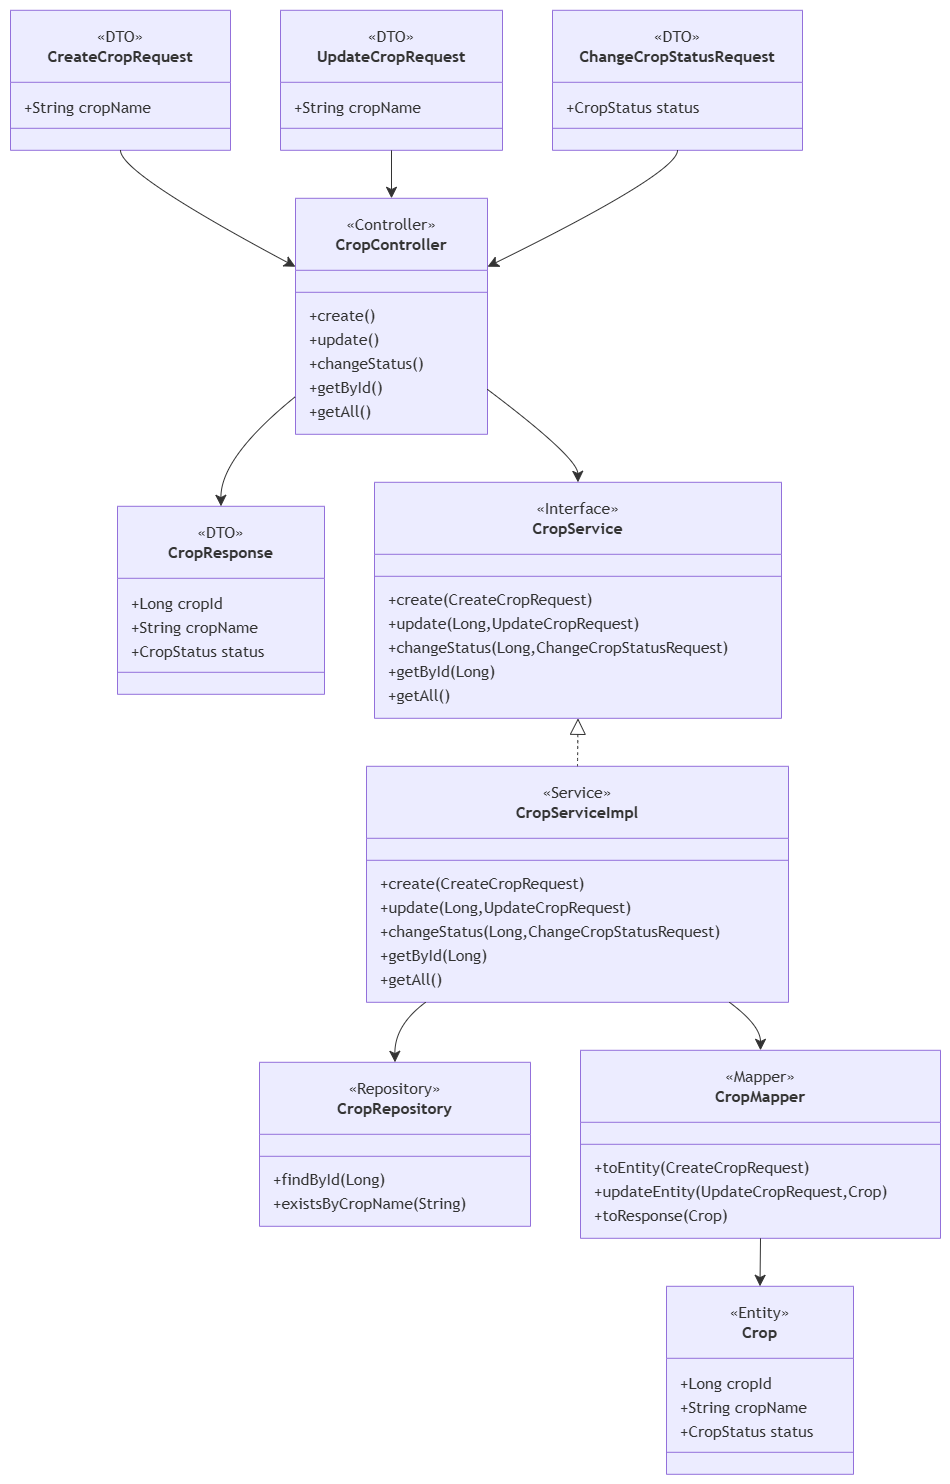 «DTO»
CreateCropRequest
+String cropName
«DTO»
UpdateCropRequest
+String cropName
«DTO»
ChangeCropStatusRequest
+CropStatus status
«Controller»
CropController
+create()
+update()
+changeStatus()
+getById()
+getAll()
«DTO»
CropResponse
+Long cropId
+String cropName
+CropStatus status
«Interface»
CropService
+create(CreateCropRequest)
+update(Long,UpdateCropRequest)
+changeStatus(Long,ChangeCropStatusRequest)
+getById(Long)
+getAll()
«Service»
CropServiceImpl
+create(CreateCropRequest)
+update(Long,UpdateCropRequest)
+changeStatus(Long,ChangeCropStatusRequest)
+getById(Long)
+getAll()
«Repository»
CropRepository
+findById(Long)
+existsByCropName(String)
«Mapper»
CropMapper
+toEntity(CreateCropRequest)
+updateEntity(UpdateCropRequest,Crop)
+toResponse(Crop)
«Entity»
Crop
+Long cropId
+String cropName
+CropStatus status